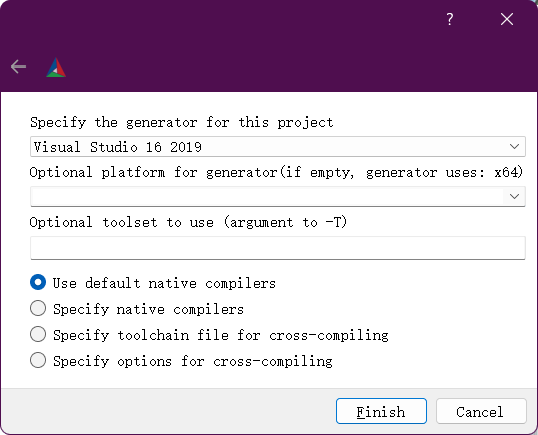 ?
Specify the generator for this project
Visual Studio 16 2019
Optional platform for generator(if empty, generator uses: x64)
Optional toolset to use (argument to -T)
Use default native compilers
Specify native compilers
Specify toolchain file for cross-compiling
Specify options for cross-compiling
Finish
Cancel